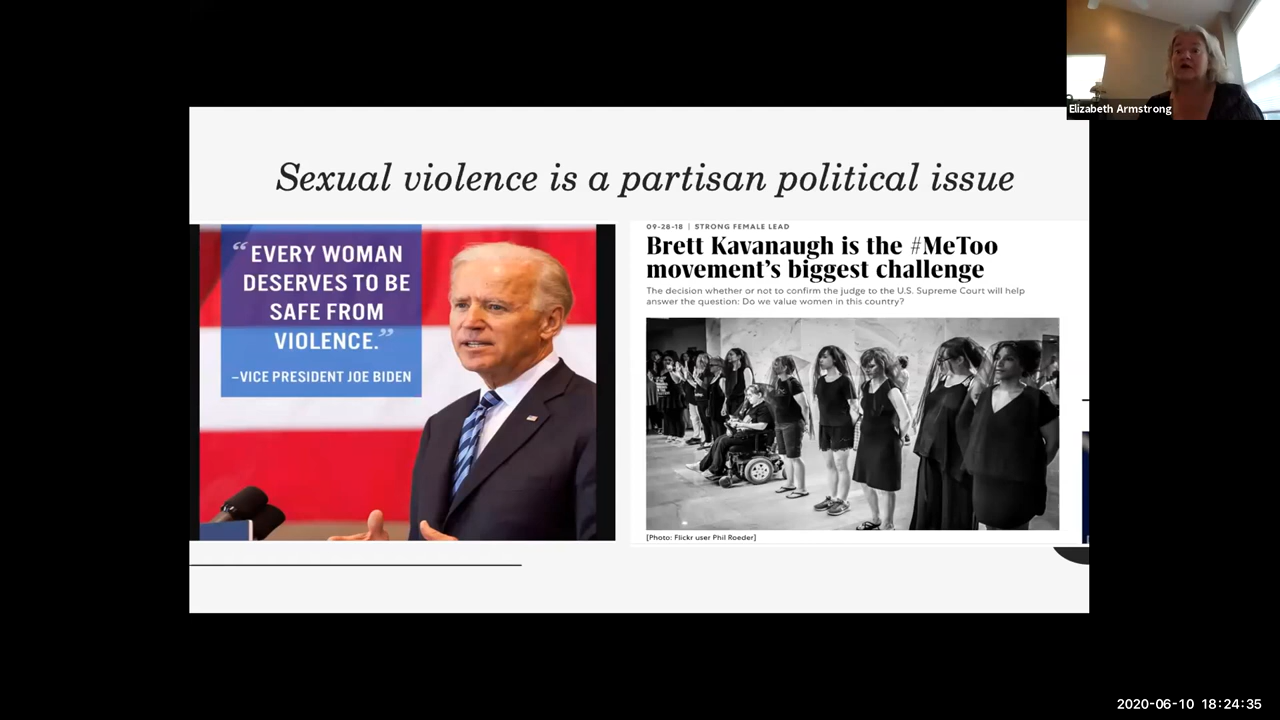 Elizabeth Armstrong
Sexual violence is a partisan political issue
“EVERY WOMAN
DESERVES TO BE
SAFE FROM
VIOLENCE.”
–VICE PRESIDENT JOE BIDEN
09-28-18 | STRONG FEMALE LEAD
Brett Kavanaugh is the #MeToo
movement’s biggest challenge
The decision whether or not to confirm the judge to the U.S. Supreme Court will help
answer the question: Do we value women in this country?
[Photo: Flickr user Phil Roeder]
2020-06-10 18:24:35